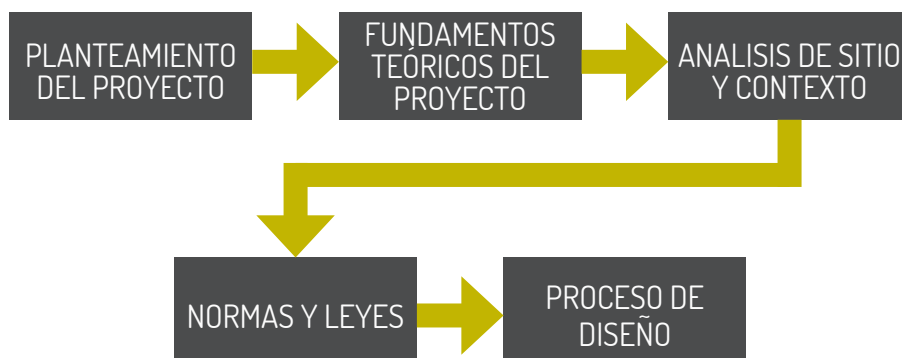 PLANTEAMIENTO
DEL PROYECTO
FUNDAMENTOS
TEÓRICOS DEL
PROYECTO
ANALISIS DE SITIO
Y CONTEXTO
NORMAS Y LEYES
PROCESO DE
DISEÑO